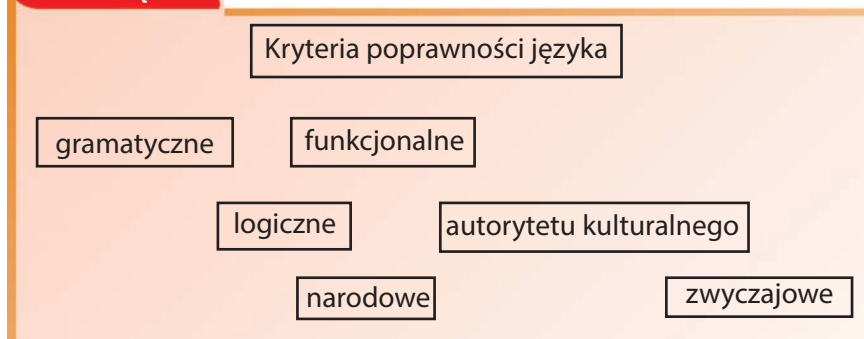 Kryteria poprawności języka
gramatyczne
funkcjonalne
logiczne
autorytetu kulturalnego
narodowe
zwyczajowe